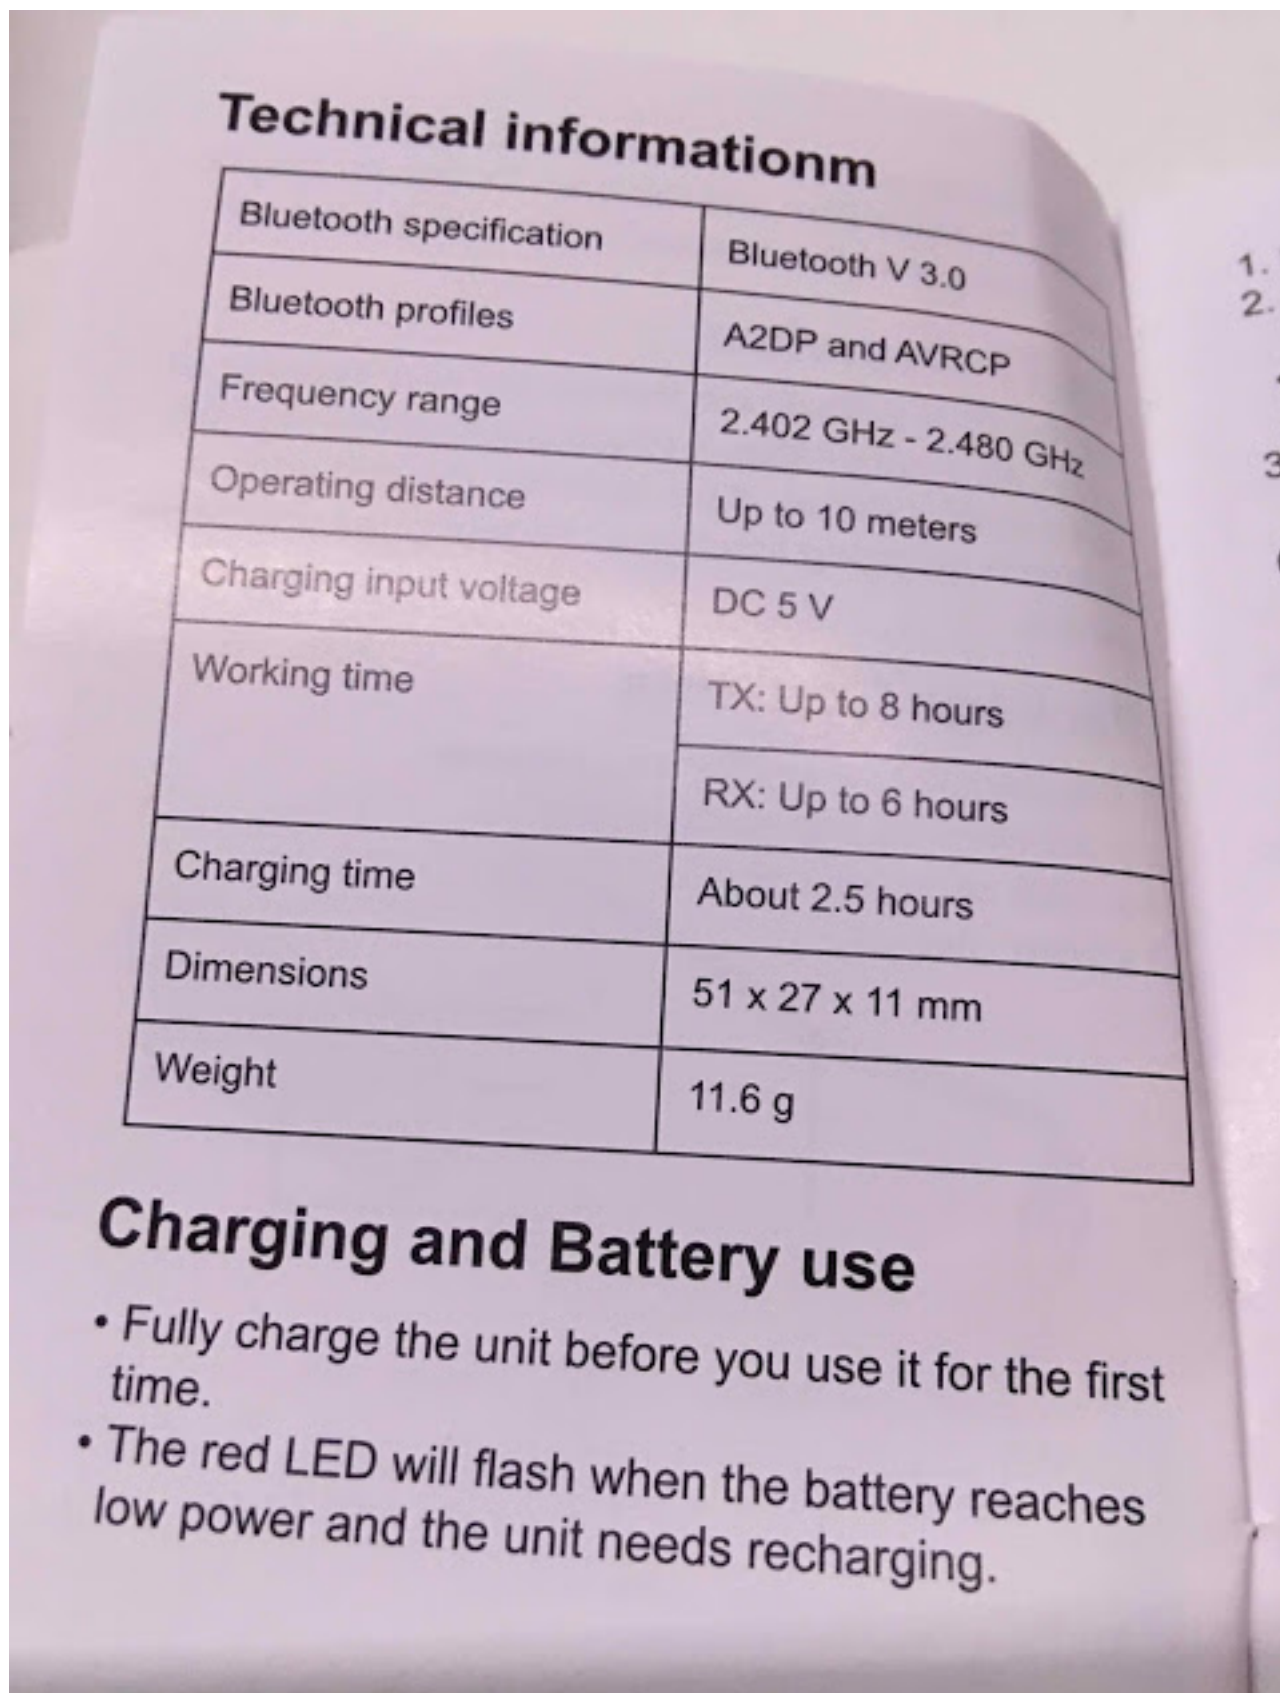 Technical informationm
Bluetooth specification Bluetooth V 3.0
Bluetooth profiles A2DP and AVRCP
Frequency range 2.402 GHz - 2.480 GHz
Operating distance Up to 10 meters
Charging input voltage DC 5 V
Working time TX: Up to 8 hours
RX: Up to 6 hours
Charging time About 2.5 hours
Dimensions 51 x 27 x 11 mm
Weight 11.6 g
Charging and Battery use
• Fully charge the unit before you use it for the first
time.
• The red LED will flash when the battery reaches
low power and the unit needs recharging.
1.
2.
3